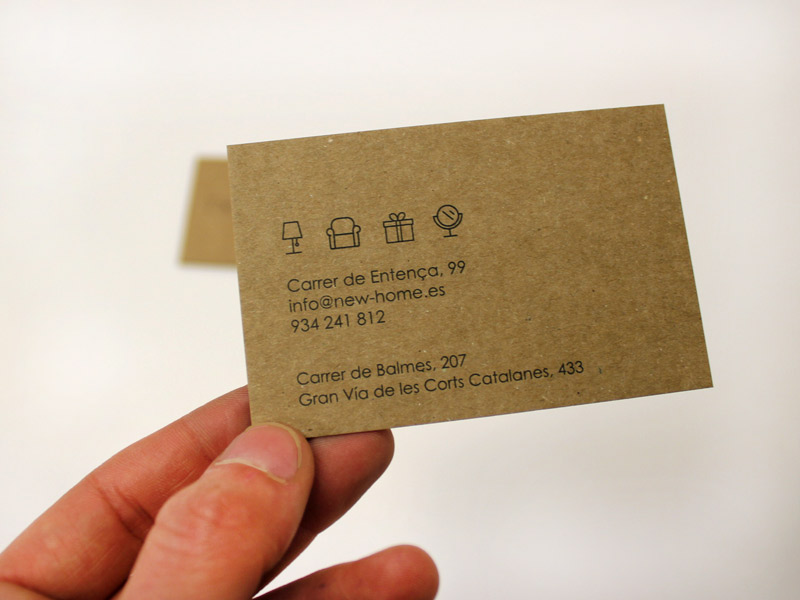 Carrer de Entença, 99
info@new-home.es
934 241 812
Carrer de Balmes, 207
Gran Vía de les Corts Catalanes, 433